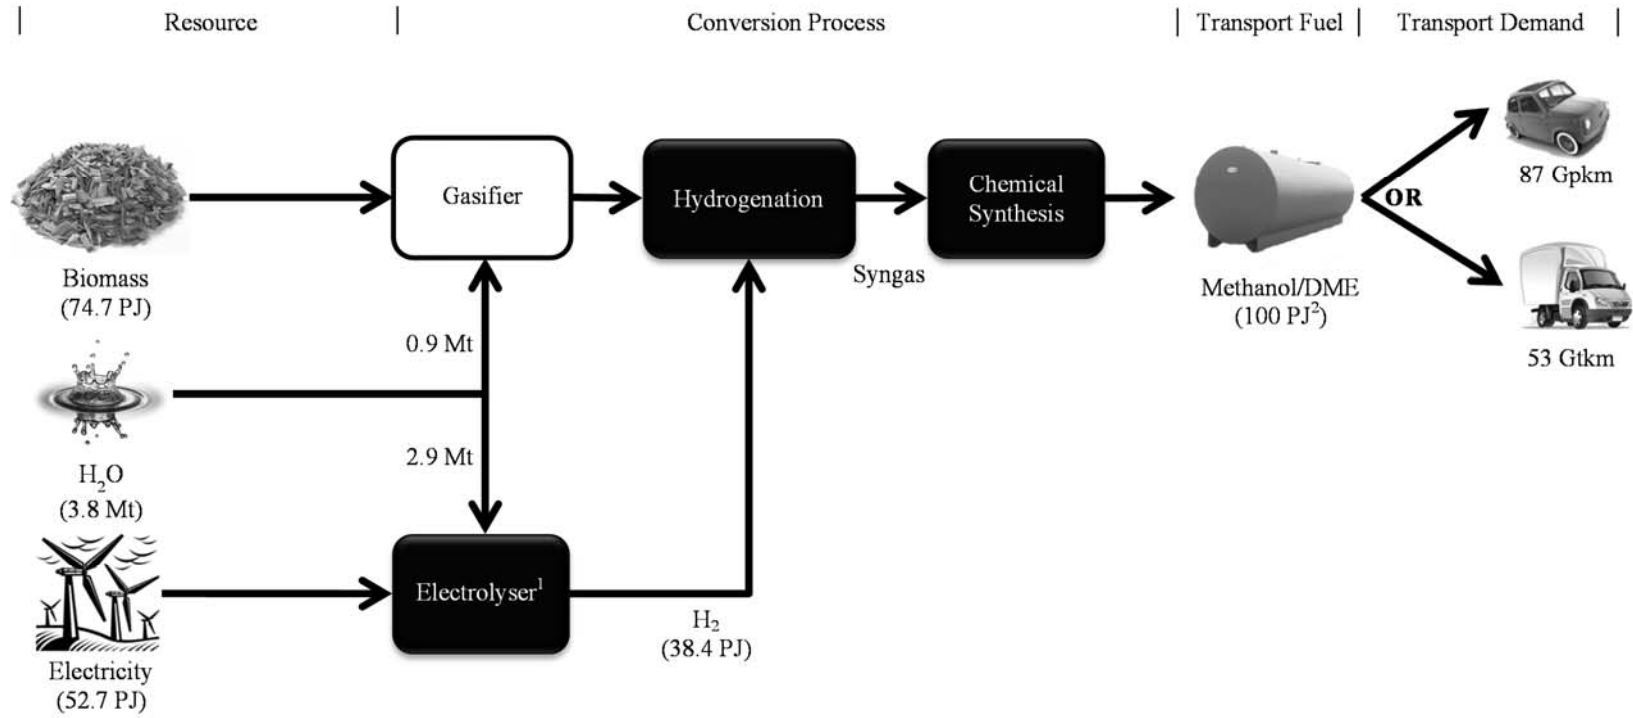 Resource
Conversion Process
Transport Fuel
Transport Demand
Biomass
(74.7 PJ)
Gasifier
Hydrogenation
Syngas
Chemical
Synthesis
Methanol/DME
(100 PJ²)
OR
87 Gpkm
53 Gtkm
0.9 Mt
2.9 Mt
H₂O
(3.8 Mt)
Electricity
(52.7 PJ)
Electrolyser¹
H₂
(38.4 PJ)